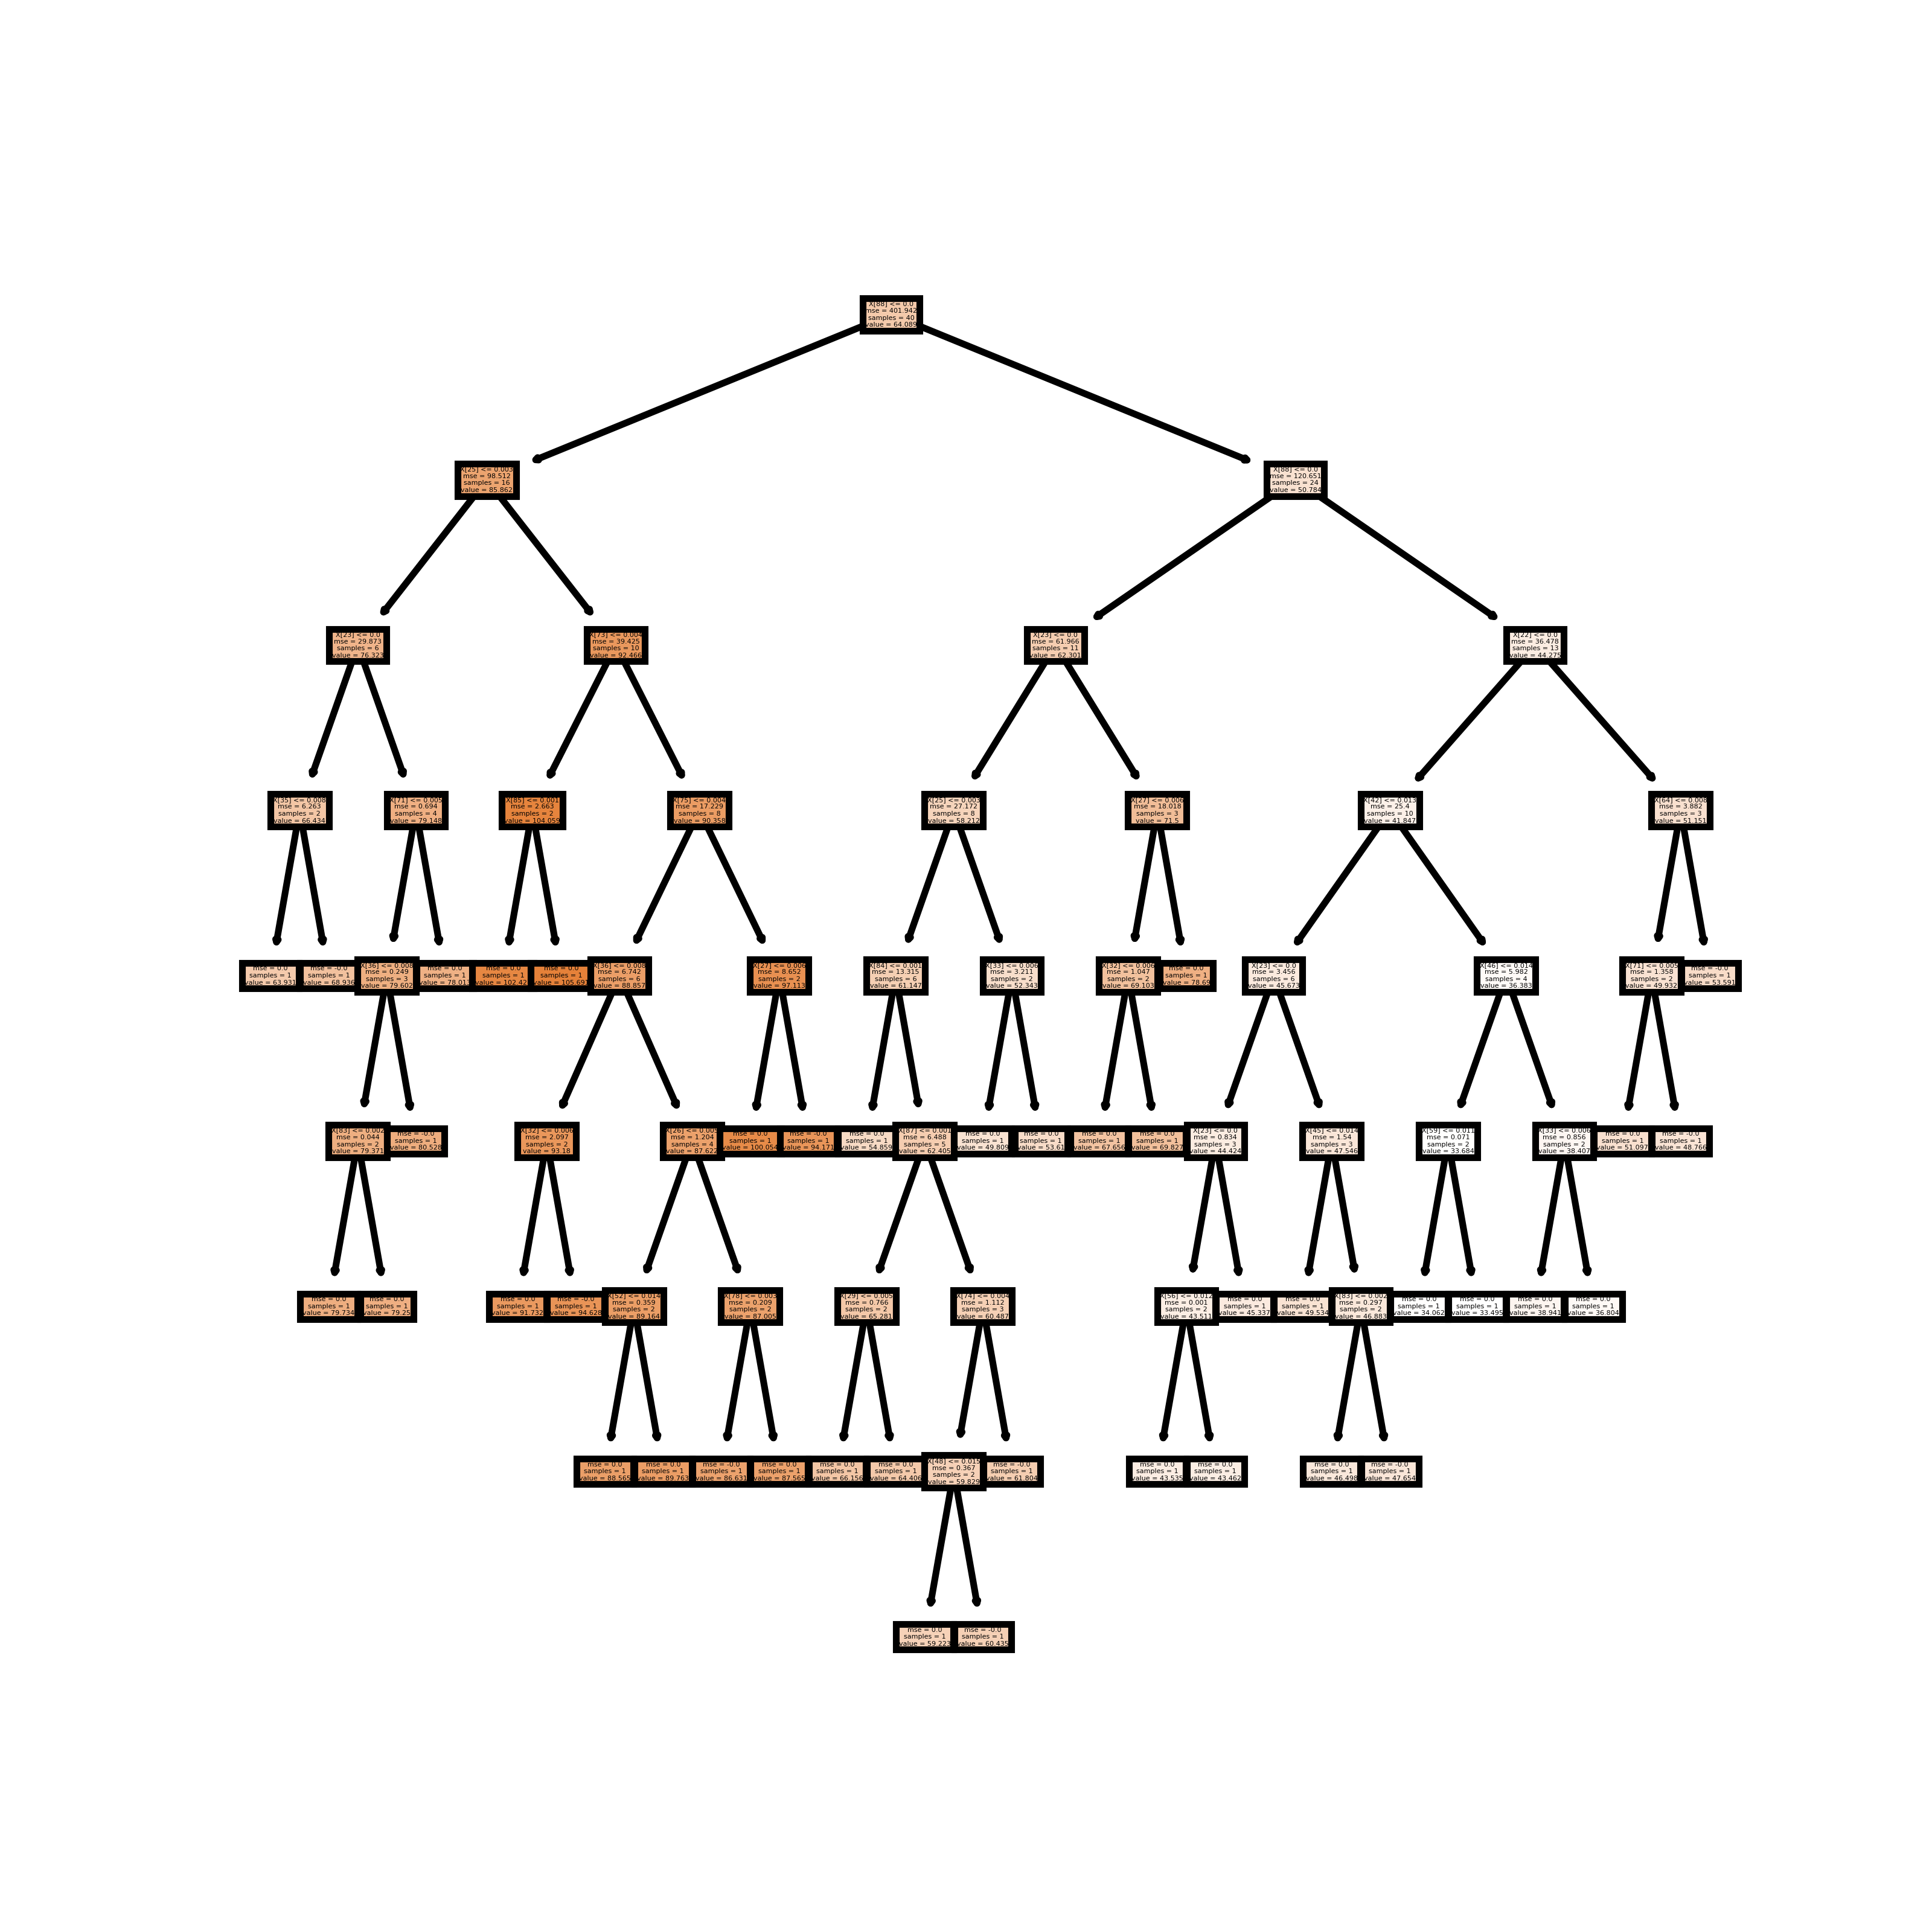 X[88] <= 0.0
mse = 401.942
samples = 40
value = 64.089
X[25] <= 0.003
mse = 98.512
samples = 16
value = 85.862
X[88] <= 0.0
mse = 120.651
samples = 24
value = 50.784
X[23] <= 0.0
mse = 29.873
samples = 6
value = 76.323
X[73] <= 0.004
mse = 39.425
samples = 10
value = 92.466
X[23] <= 0.0
mse = 61.966
samples = 11
value = 62.301
X[22] <= 0.0
mse = 36.478
samples = 13
value = 44.275
X[35] <= 0.008
mse = 6.263
samples = 2
value = 66.434
X[71] <= 0.005
mse = 0.694
samples = 4
value = 79.148
X[85] <= 0.001
mse = 2.663
samples = 2
value = 104.059
X[75] <= 0.004
mse = 17.229
samples = 8
value = 90.358
X[25] <= 0.003
mse = 27.172
samples = 8
value = 58.212
X[27] <= 0.006
mse = 18.018
samples = 3
value = 71.5
X[42] <= 0.013
mse = 25.4
samples = 10
value = 41.847
X[64] <= 0.008
mse = 3.882
samples = 3
value = 51.151
mse = 0.0
samples = 1
value = 63.931
mse = -0.0
samples = 1
value = 68.936
X[36] <= 0.008
mse = 0.249
samples = 3
value = 79.602
mse = 0.0
samples = 1
value = 78.013
mse = 0.0
samples = 1
value = 102.42
mse = 0.0
samples = 1
value = 105.691
X[36] <= 0.008
mse = 6.742
samples = 6
value = 88.857
X[27] <= 0.006
mse = 8.652
samples = 2
value = 97.113
X[84] <= 0.001
mse = 13.315
samples = 6
value = 61.147
X[33] <= 0.006
mse = 3.211
samples = 2
value = 52.343
X[32] <= 0.006
mse = 1.047
samples = 2
value = 69.103
mse = 0.0
samples = 1
value = 78.69
X[23] <= 0.0
mse = 3.456
samples = 6
value = 45.673
X[46] <= 0.014
mse = 5.982
samples = 4
value = 36.383
X[71] <= 0.005
mse = 1.358
samples = 2
value = 49.932
mse = -0.0
samples = 1
value = 53.591
X[83] <= 0.002
mse = 0.044
samples = 2
value = 79.371
mse = -0.0
samples = 1
value = 80.528
X[32] <= 0.006
mse = 2.097
samples = 2
value = 93.18
X[26] <= 0.005
mse = 1.204
samples = 4
value = 87.622
mse = 0.0
samples = 1
value = 100.054
mse = -0.0
samples = 1
value = 94.171
mse = 0.0
samples = 1
value = 54.859
X[87] <= 0.001
mse = 6.488
samples = 5
value = 62.405
mse = 0.0
samples = 1
value = 49.809
mse = 0.0
samples = 1
value = 53.61
mse = 0.0
samples = 1
value = 67.656
mse = 0.0
samples = 1
value = 69.827
X[23] <= 0.0
mse = 0.834
samples = 3
value = 44.424
X[45] <= 0.014
mse = 1.54
samples = 3
value = 47.546
X[59] <= 0.011
mse = 0.071
samples = 2
value = 33.684
X[33] <= 0.006
mse = 0.856
samples = 2
value = 38.407
mse = 0.0
samples = 1
value = 51.097
mse = -0.0
samples = 1
value = 48.766
mse = 0.0
samples = 1
value = 79.734
mse = 0.0
samples = 1
value = 79.25
mse = 0.0
samples = 1
value = 91.732
mse = -0.0
samples = 1
value = 94.628
X[52] <= 0.014
mse = 0.359
samples = 2
value = 89.164
X[78] <= 0.003
mse = 0.209
samples = 2
value = 87.005
X[29] <= 0.005
mse = 0.766
samples = 2
value = 65.281
X[74] <= 0.004
mse = 1.112
samples = 3
value = 60.487
X[56] <= 0.012
mse = 0.001
samples = 2
value = 43.511
mse = 0.0
samples = 1
value = 45.337
mse = 0.0
samples = 1
value = 49.534
X[83] <= 0.002
mse = 0.297
samples = 2
value = 46.883
mse = 0.0
samples = 1
value = 34.062
mse = 0.0
samples = 1
value = 33.495
mse = 0.0
samples = 1
value = 38.941
mse = 0.0
samples = 1
value = 36.804
mse = 0.0
samples = 1
value = 88.565
mse = 0.0
samples = 1
value = 89.763
mse = -0.0
samples = 1
value = 86.631
mse = 0.0
samples = 1
value = 87.565
mse = 0.0
samples = 1
value = 66.156
mse = 0.0
samples = 1
value = 64.406
X[48] <= 0.015
mse = 0.367
samples = 2
value = 59.829
mse = -0.0
samples = 1
value = 61.804
mse = 0.0
samples = 1
value = 43.535
mse = 0.0
samples = 1
value = 43.462
mse = 0.0
samples = 1
value = 46.498
mse = -0.0
samples = 1
value = 47.654
mse = 0.0
samples = 1
value = 59.223
mse = -0.0
samples = 1
value = 60.435